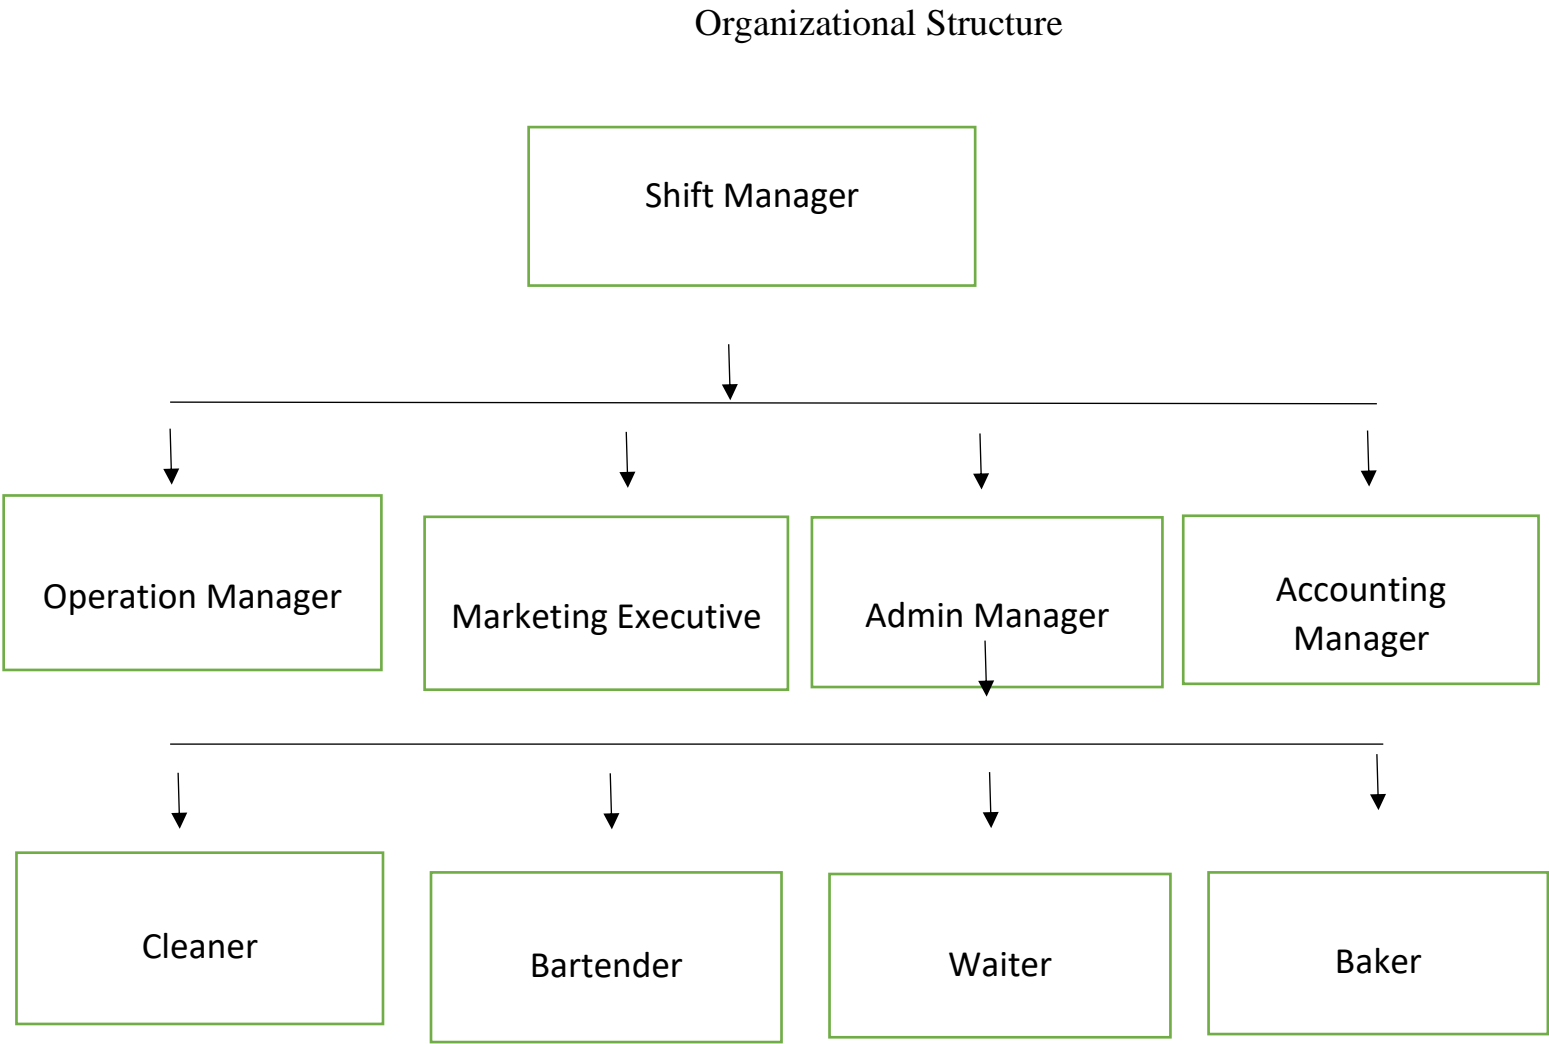 Organizational Structure
Shift Manager
Operation Manager
Marketing Executive
Admin Manager
Accounting
Manager
Cleaner
Bartender
Waiter
Baker